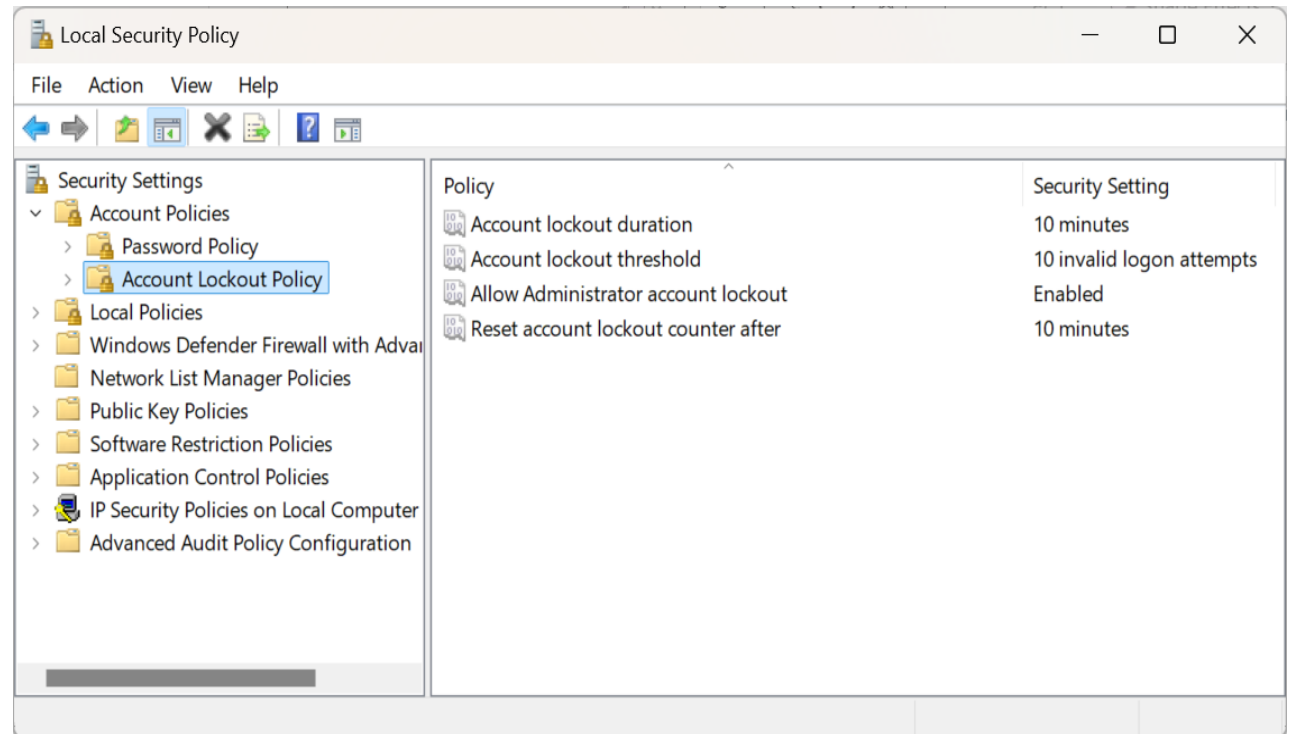 Local Security Policy
File Action View Help
Security Settings
Account Policies
Password Policy
Account Lockout Policy
Local Policies
Windows Defender Firewall with Advan
Network List Manager Policies
Public Key Policies
Software Restriction Policies
Application Control Policies
IP Security Policies on Local Computer
Advanced Audit Policy Configuration
Policy Security Setting
Account lockout duration 10 minutes
Account lockout threshold 10 invalid logon attempts
Allow Administrator account lockout Enabled
Reset account lockout counter after 10 minutes